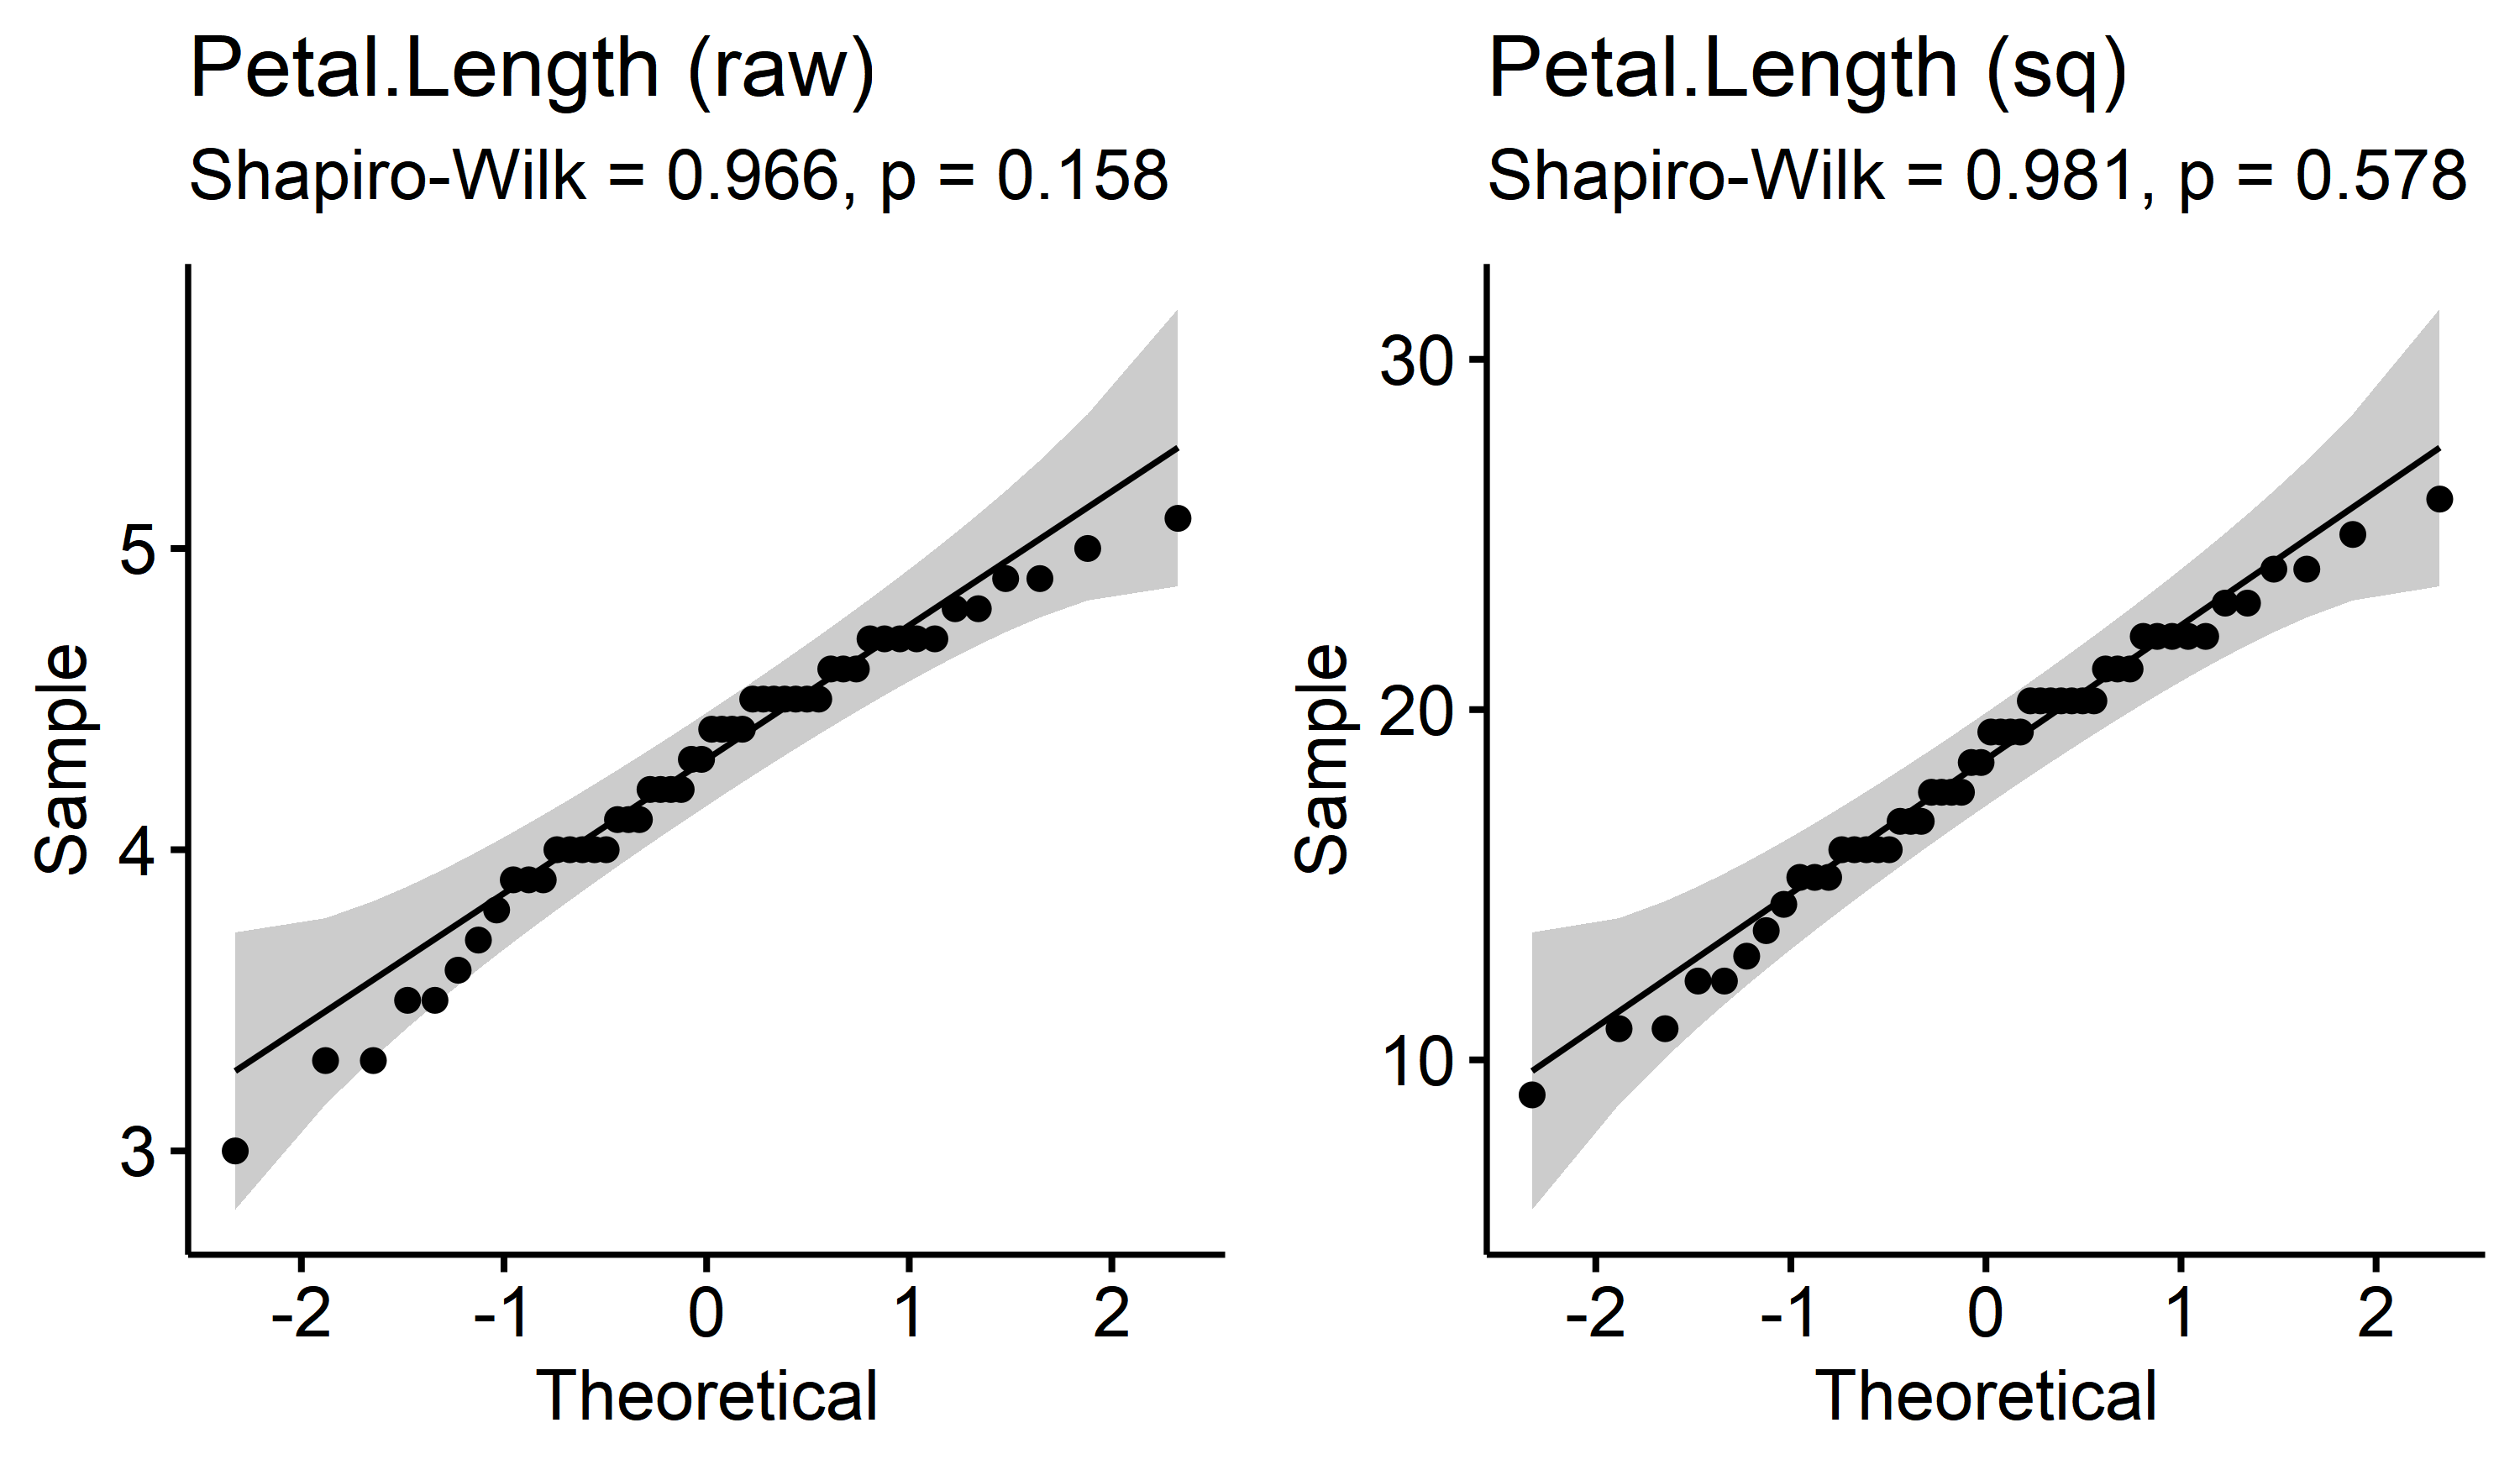 Petal.Length (raw)
Shapiro-Wilk = 0.966, p = 0.158
5
4
3
Sample
-2 -1 0 1 2
Theoretical
Petal.Length (sq)
Shapiro-Wilk = 0.981, p = 0.578
30
20
10
Sample
-2 -1 0 1 2
Theoretical